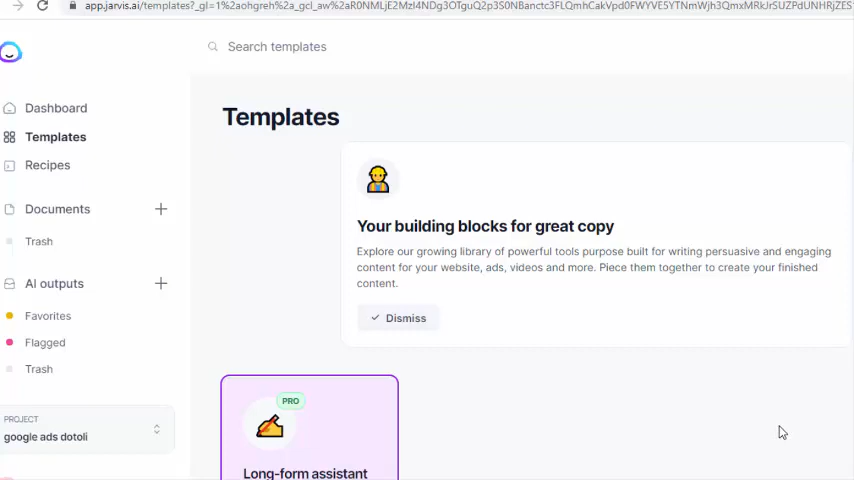 app.jarvis.ai/templates?_gl=1%2aohgreh%2a_gcl_aw%2
Search templates
Dashboard
Templates
Recipes
Documents
Trash
AI outputs
Favorites
Flagged
Trash
PROJECT
google ads dotoli
Templates
Your building blocks for great copy
Explore our growing library of powerful tools purpose built for writing persuasive and engaging
content for your website, ads, videos and more. Piece them together to create your finished
content.
Dismiss
PRO
Long-form assistant